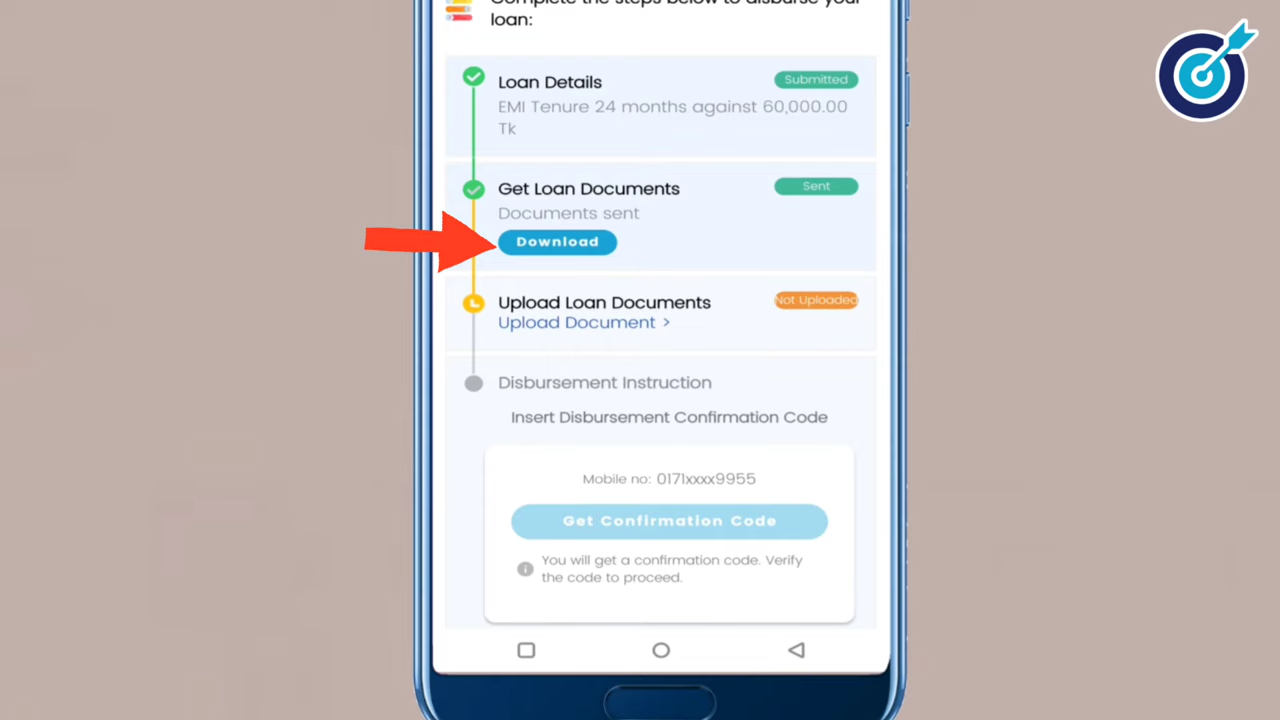 Complete the steps below to disburse your
loan:
Loan Details
Submitted
EMI Tenure 24 months against 60,000.00
Tk
Get Loan Documents
Sent
Documents sent
Download
Upload Loan Documents
Not Uploaded
Upload Document >
Disbursement Instruction
Insert Disbursement Confirmation Code
Mobile no: 0171xxxx9955
Get Confirmation Code
You will get a confirmation code. Verify
the code to proceed.